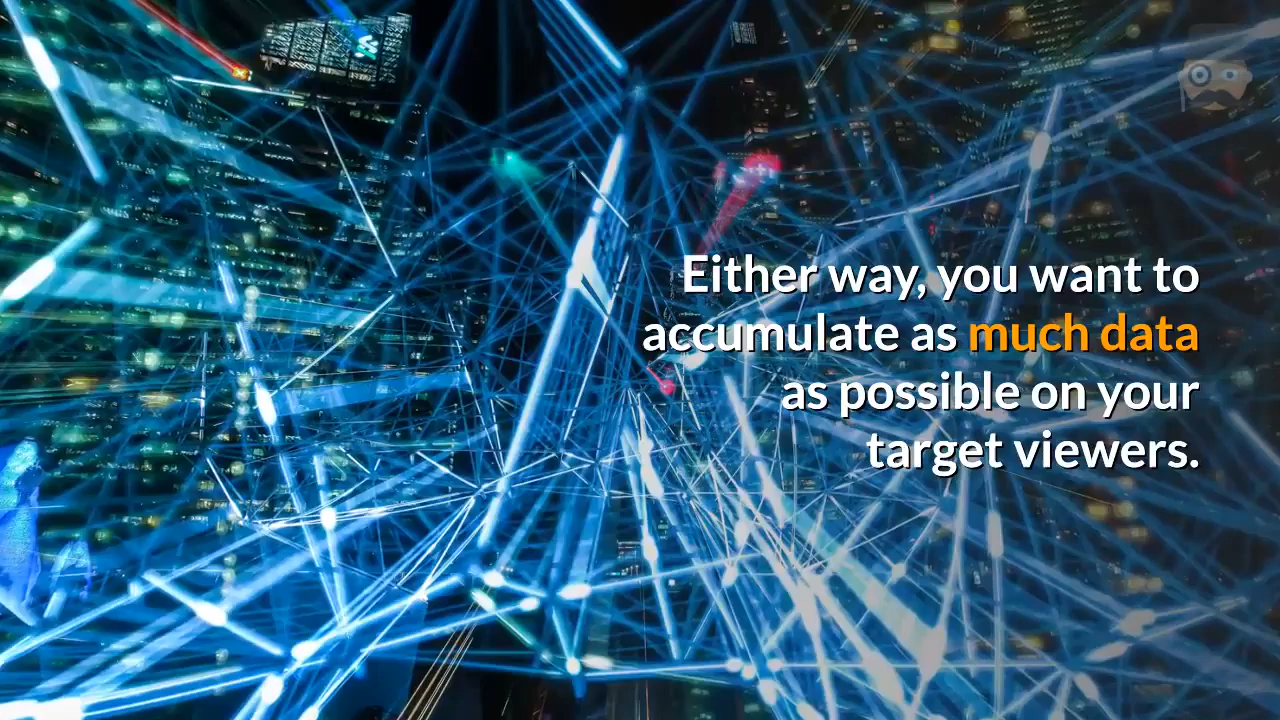 Either way, you want to
accumulate as much data
as possible on your
target viewers.